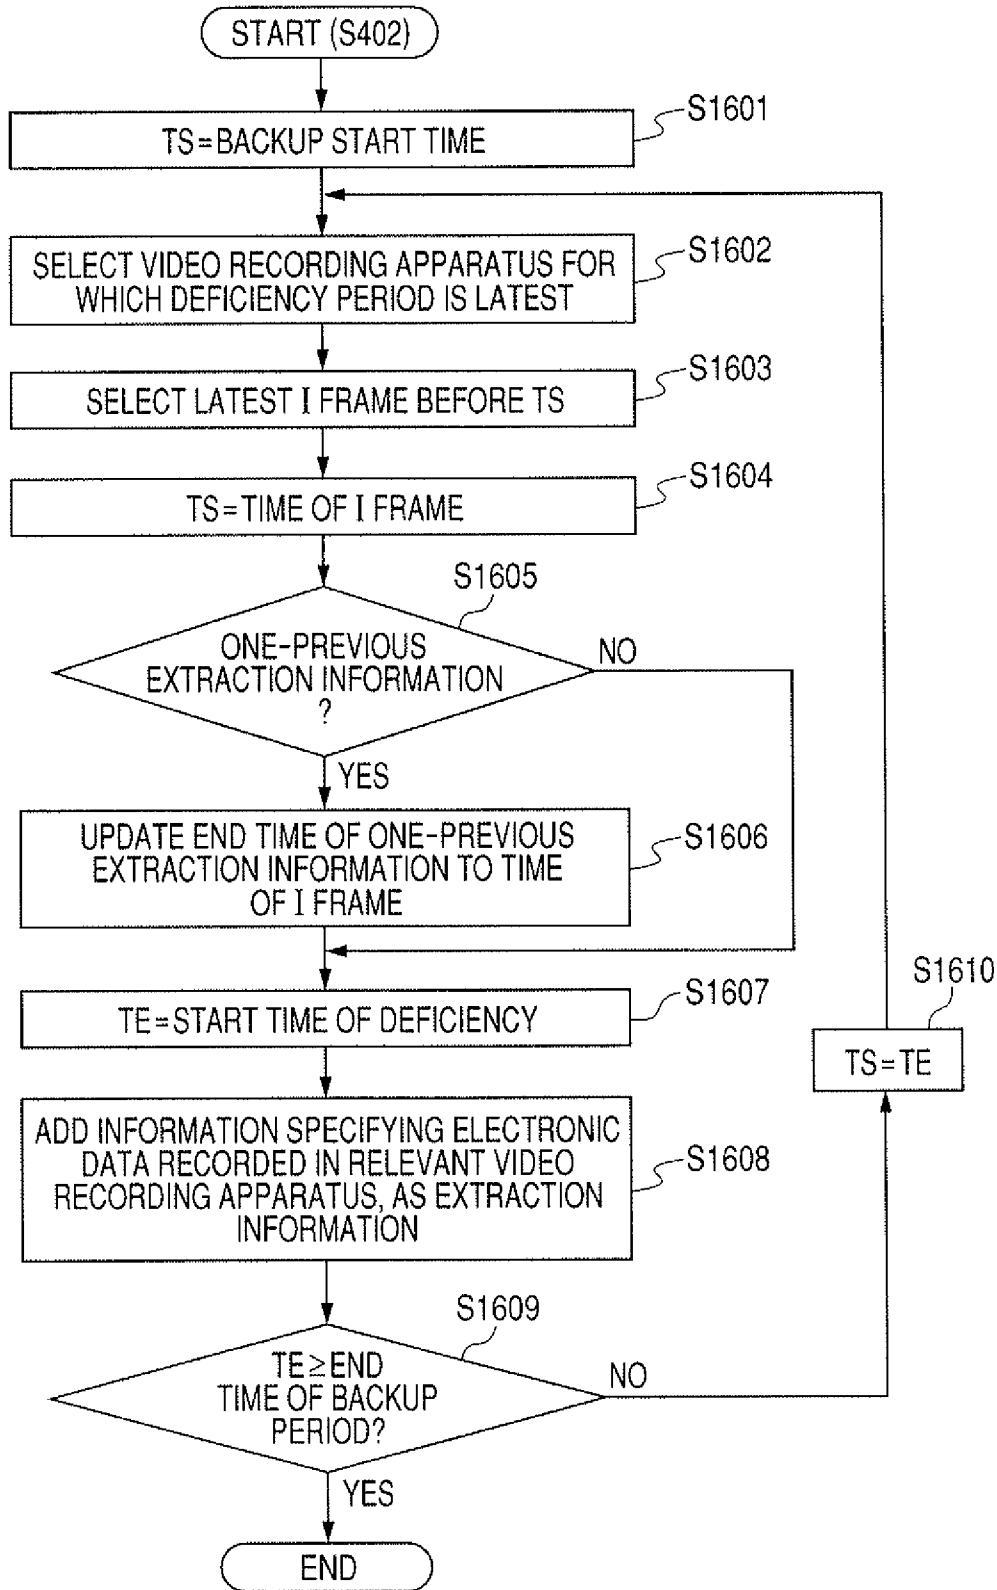 START (S402)
S1601
TS=BACKUP START TIME
S1602
SELECT VIDEO RECORDING APPARATUS FOR
WHICH DEFICIENCY PERIOD IS LATEST
S1603
SELECT LATEST I FRAME BEFORE TS
S1604
TS=TIME OF I FRAME
S1605
ONE-PREVIOUS
EXTRACTION INFORMATION
?
NO
YES
UPDATE END TIME OF ONE-PREVIOUS
EXTRACTION INFORMATION TO TIME
OF I FRAME
S1606
S1607
TE=START TIME OF DEFICIENCY
S1610
TS=TE
ADD INFORMATION SPECIFYING ELECTRONIC
DATA RECORDED IN RELEVANT VIDEO
RECORDING APPARATUS, AS EXTRACTION
INFORMATION
S1608
S1609
TE≧END
TIME OF BACKUP
PERIOD?
NO
YES
END